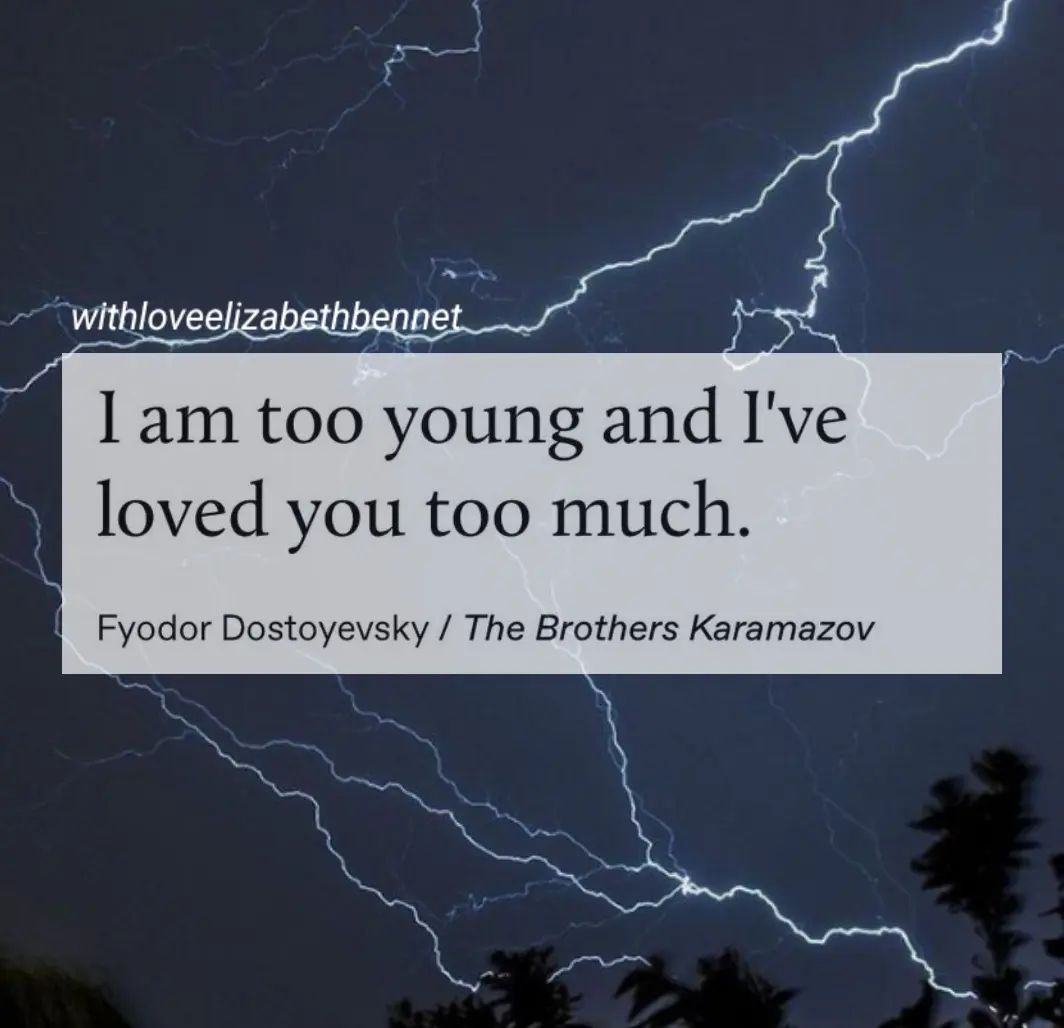 withloveelizabethbennet
I am too young and I've
loved you too much.
Fyodor Dostoyevsky / The Brothers Karamazov